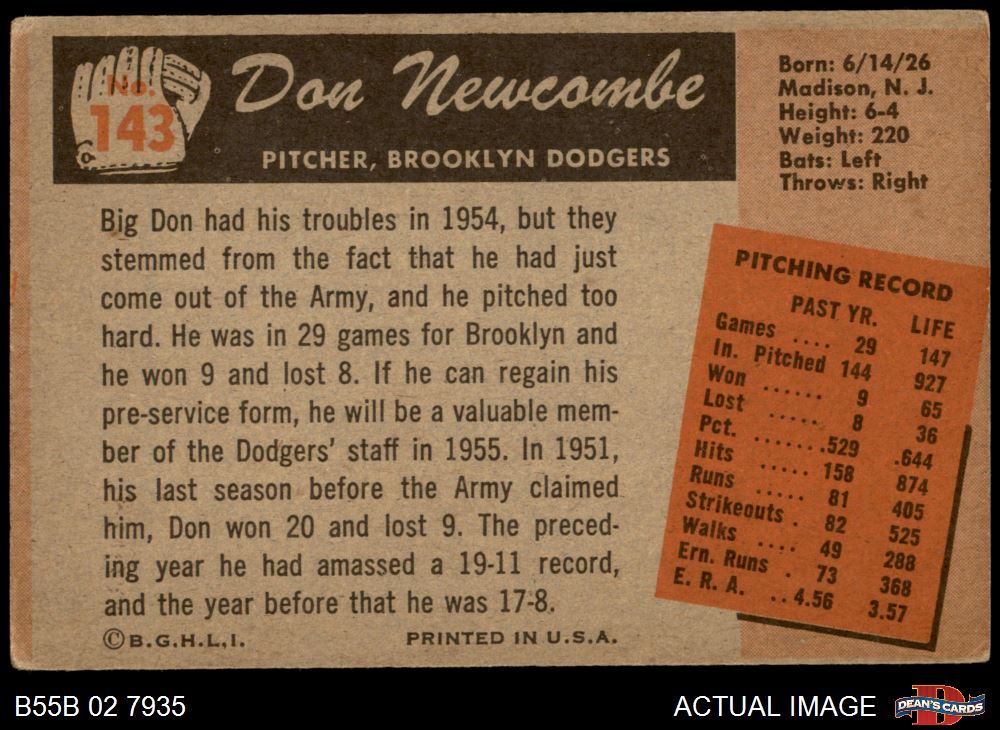 No.
143
Don Newcombe
PITCHER, BROOKLYN DODGERS
Born: 6/14/26
Madison, N. J.
Height: 6-4
Weight: 220
Bats: Left
Throws: Right
Big Don had his troubles in 1954, but they
stemmed from the fact that he had just
come out of the Army, and he pitched too
hard. He was in 29 games for Brooklyn and
he won 9 and lost 8. If he can regain his
pre-service form, he will be a valuable mem-
ber of the Dodgers' staff in 1955. In 1951,
his last season before the Army claimed
him, Don won 20 and lost 9. The preced-
ing year he had amassed a 19-11 record,
and the year before that he was 17-8.
©B.G.H.L.I. PRINTED IN U.S.A.
PITCHING RECORD
PAST YR. LIFE
Games .... 29 147
In. Pitched 144 927
Won ...... 9 65
Lost ..... 8 36
Pct. ...... .529 .644
Hits ..... 158 874
Runs ..... 81 405
Strikeouts . 82 525
Walks .... 49 288
Ern. Runs . 73 368
E. R. A. .. 4.56 3.57
B55B 02 7935
ACTUAL IMAGE
D
DEAN'S CARDS